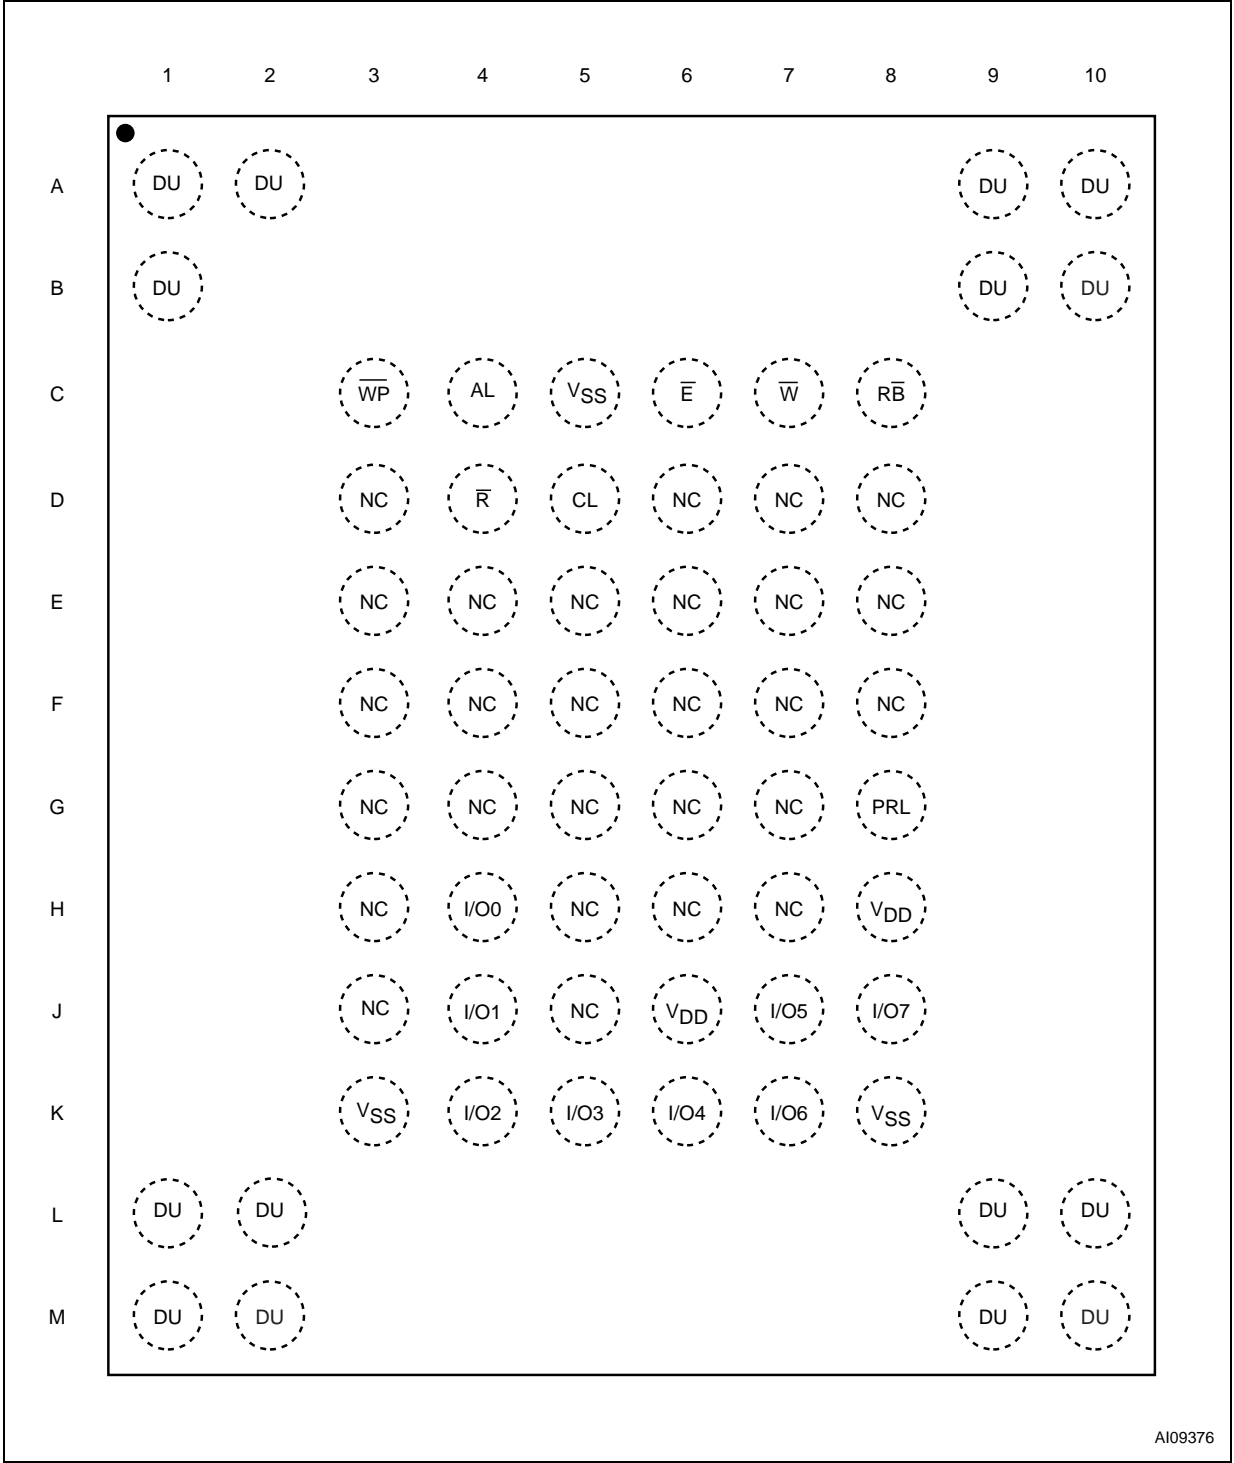 1 2 3 4 5 6 7 8 9 10
A DU DU DU DU
B DU DU DU
C W̅P̅ AL VSS E̅ W̅ RB̅
D NC R̅ CL NC NC NC
E NC NC NC NC NC NC
F NC NC NC NC NC NC
G NC NC NC NC NC PRL
H NC I/O0 NC NC NC VDD
J NC I/O1 NC VDD I/O5 I/O7
K VSS I/O2 I/O3 I/O4 I/O6 VSS
L DU DU DU DU
M DU DU DU DU
AI09376